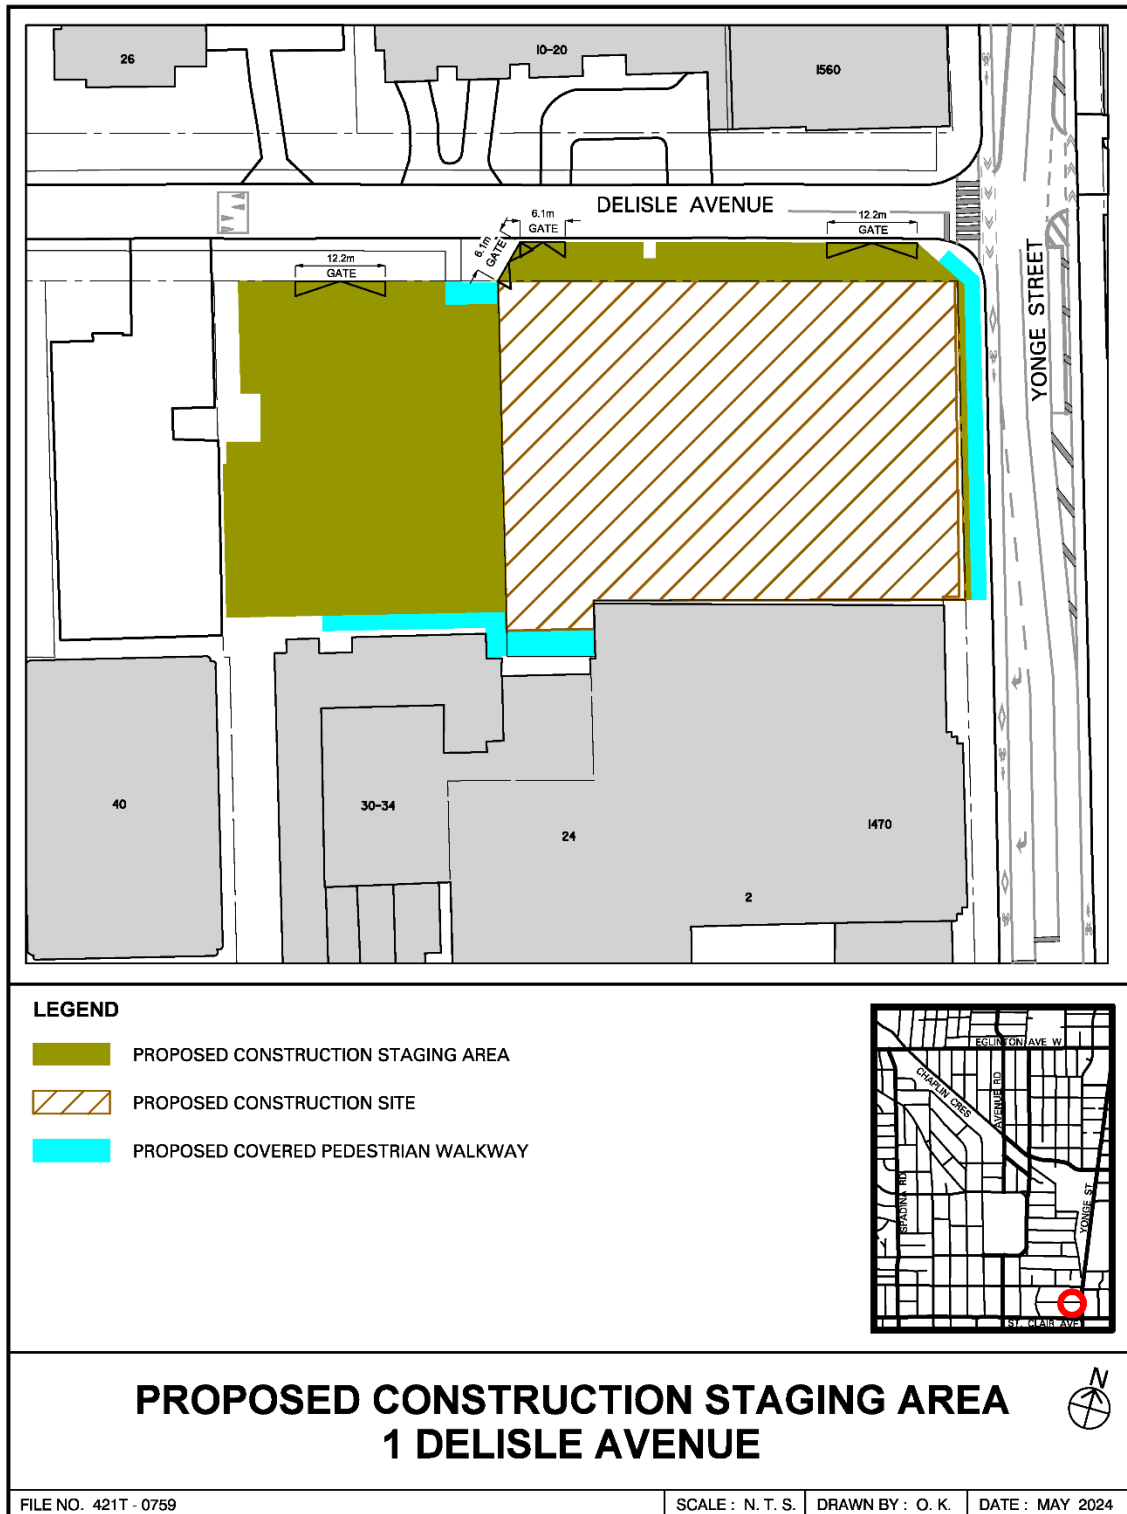 26
10-20
1560
DELISLE AVENUE
6.1m
GATE
6.1m
GATE
12.2m
GATE
12.2m
GATE
YONGE STREET
40
30-34
24
1470
2
LEGEND
PROPOSED CONSTRUCTION STAGING AREA
PROPOSED CONSTRUCTION SITE
PROPOSED COVERED PEDESTRIAN WALKWAY
EGLINTON AVE W
CHAPLIN CRES
AVENUE RD
SPADINA RD
YONGE ST
ST. CLAIR AVE
PROPOSED CONSTRUCTION STAGING AREA
1 DELISLE AVENUE
N
FILE NO. 421T - 0759
SCALE : N. T. S.
DRAWN BY : O. K.
DATE : MAY 2024